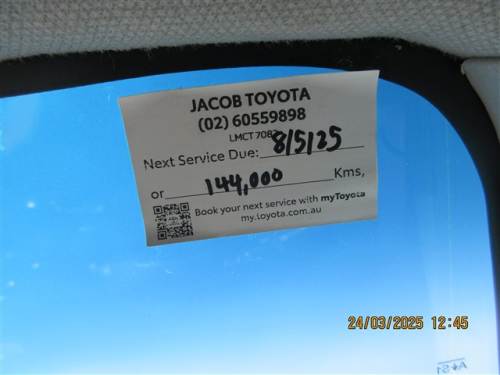 JACOB TOYOTA
(02) 60559898
LMCT 7083
Next Service Due: 8/5/25
or 144,000 Kms,
Book your next service with myToyota
my.toyota.com.au
24/03/2025 12:45